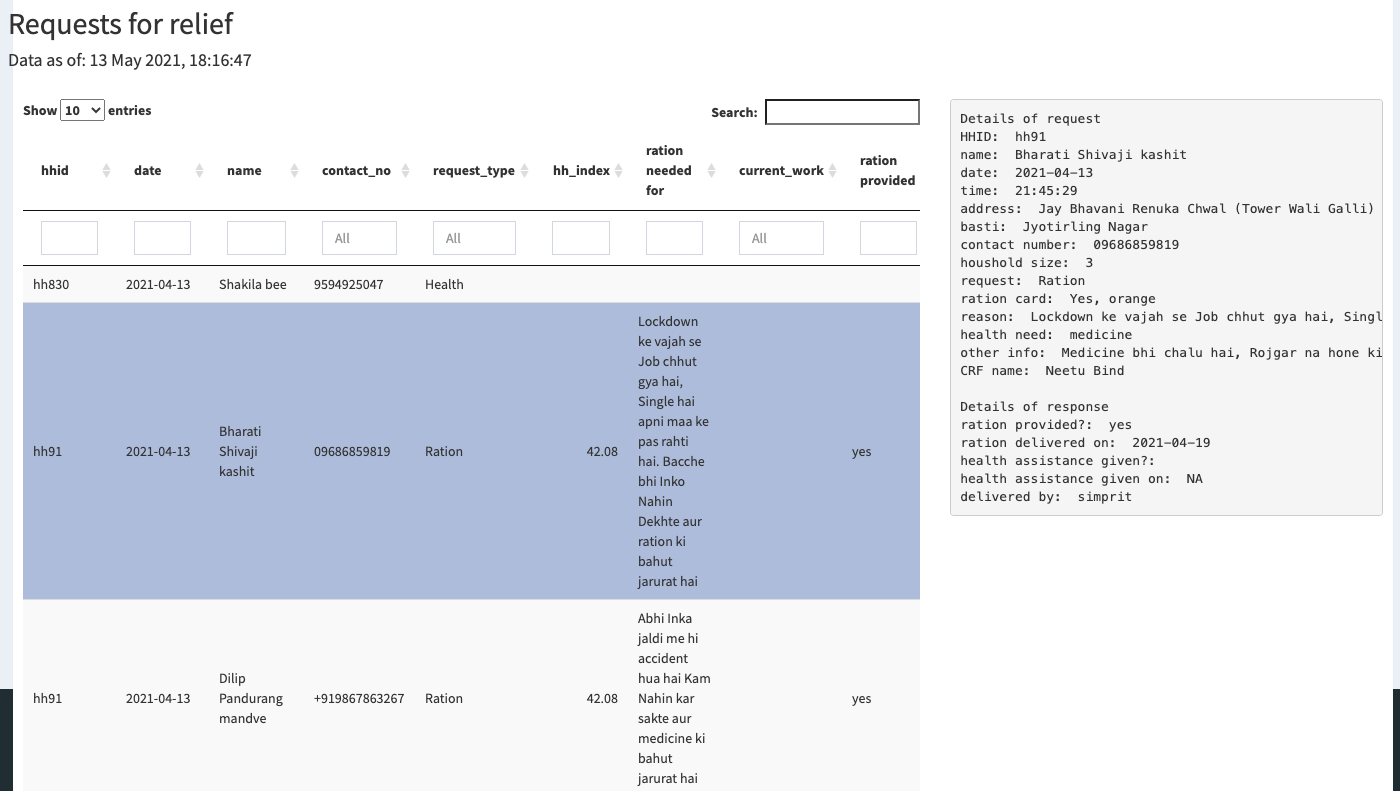 Requests for relief
Data as of: 13 May 2021, 18:16:47
Show 10 entries
Search:
hhid date name contact_no request_type hh_index ration needed for current_work ration provided
All All All
hh830 2021-04-13 Shakila bee 9594925047 Health
hh91 2021-04-13 Bharati Shivaji kashit 09686859819 Ration 42.08
Lockdown
ke vajah se
Job chhut
gya hai,
Single hai
apni maa ke
pas rahti
hai. Bacche
bhi Inko
Nahin
Dekhte aur
ration ki
bahut
jarurat hai
yes
hh91 2021-04-13 Dilip Pandurang mandve +919867863267 Ration 42.08
Abhi Inka
jaldi me hi
accident
hua hai Kam
Nahin kar
sakte aur
medicine ki
bahut
jarurat hai
yes
Details of request
HHID: hh91
name: Bharati Shivaji kashit
date: 2021-04-13
time: 21:45:29
address: Jay Bhavani Renuka Chwal (Tower Wali Galli)
basti: Jyotirling Nagar
contact number: 09686859819
houshold size: 3
request: Ration
ration card: Yes, orange
reason: Lockdown ke vajah se Job chhut gya hai, Singl
health need: medicine
other info: Medicine bhi chalu hai, Rojgar na hone ki
CRF name: Neetu Bind
Details of response
ration provided?: yes
ration delivered on: 2021-04-19
health assistance given?:
health assistance given on: NA
delivered by: simprit